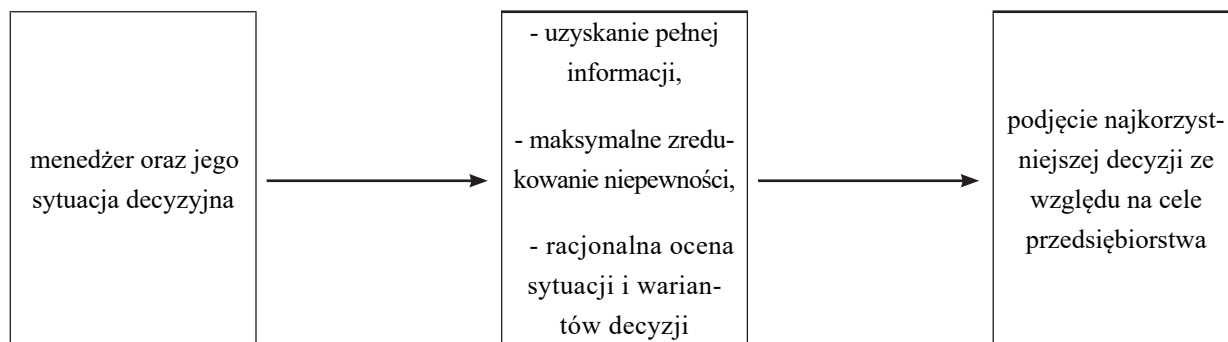 menedżer oraz jego
sytuacja decyzyjna
- uzyskanie pełnej
informacji,
- maksymalne zredu-
kowanie niepewności,
- racjonalna ocena
sytuacji i warian-
tów decyzji
podjęcie najkorzyst-
niejszej decyzji ze
względu na cele
przedsiębiorstwa